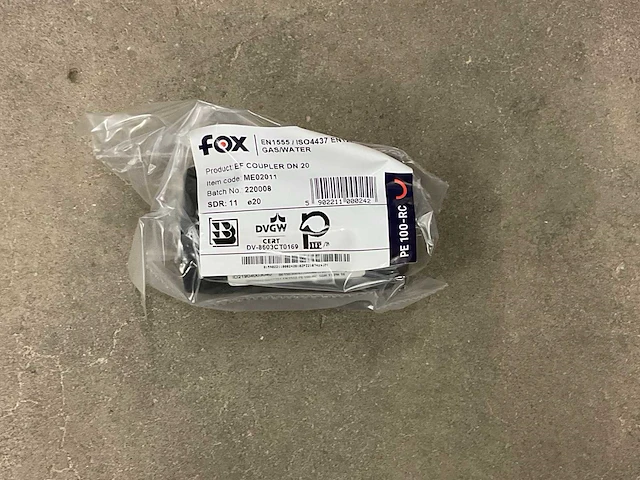 fox
EN1555 / ISO4437
GAS/WATER
Product: EF COUPLER DN 20
Item code: ME02011
Batch No.: 220008
SDR: 11 ø20
5 902211 000242
DVGW
CERT
DV-8603CT0169
PE 100-RC